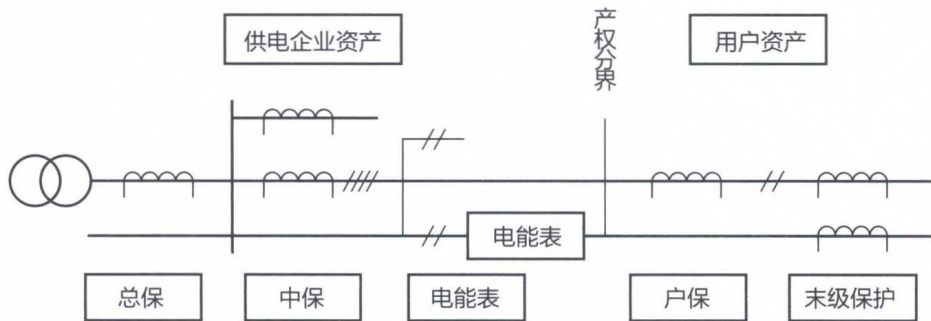 供电企业资产
产权分界
用户资产
电能表
总保
中保
电能表
户保
末级保护